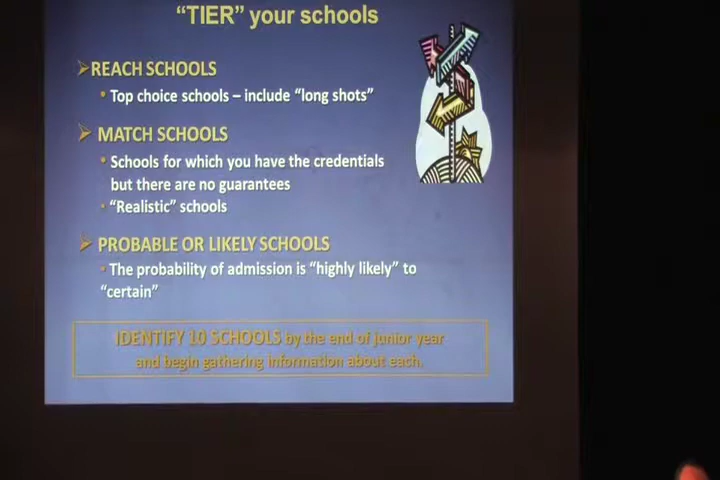 "TIER" your schools
REACH SCHOOLS
Top choice schools – include "long shots"
MATCH SCHOOLS
Schools for which you have the credentials
but there are no guarantees
"Realistic" schools
PROBABLE OR LIKELY SCHOOLS
The probability of admission is "highly likely" to
"certain"
IDENTIFY 10 SCHOOLS by the end of junior year
and begin gathering information about each.